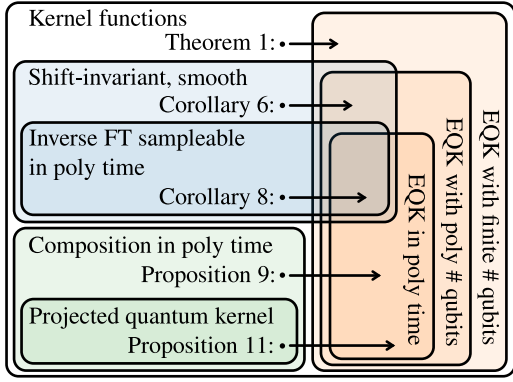 Kernel functions
Theorem 1:
Shift-invariant, smooth
Corollary 6:
Inverse FT sampleable
in poly time
Corollary 8:
Composition in poly time
Proposition 9:
Projected quantum kernel
Proposition 11:
EQK in poly time
EQK with poly # qubits
EQK with finite # qubits